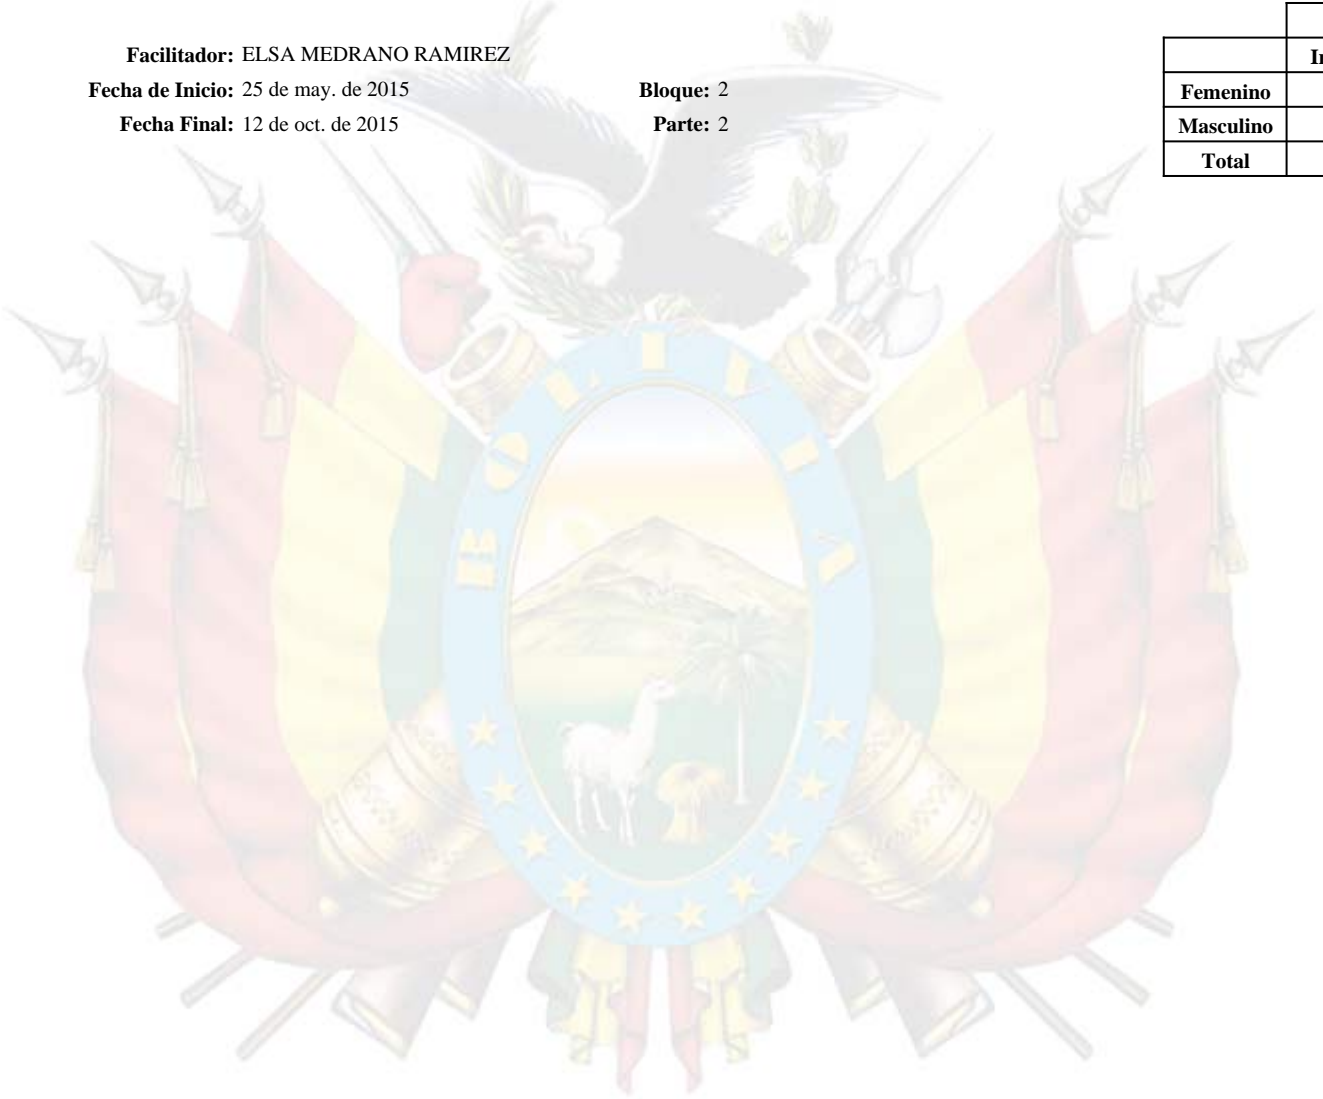 Facilitador: ELSA MEDRANO RAMIREZ
Fecha de Inicio: 25 de may. de 2015 Bloque: 2
Fecha Final: 12 de oct. de 2015 Parte: 2
Femenino
Masculino
Total
BOLIVIA